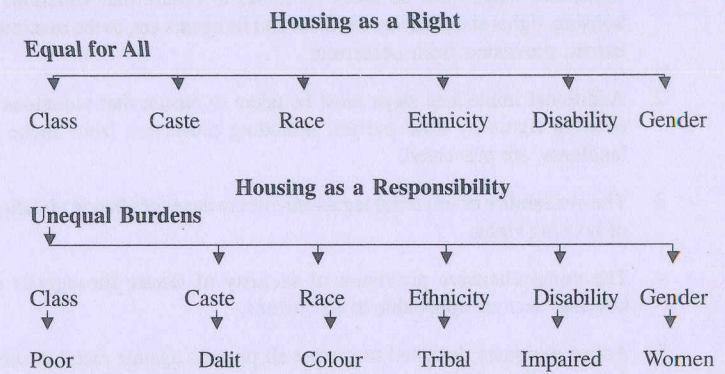 Housing as a Right
Equal for All
Class Caste Race Ethnicity Disability Gender
Housing as a Responsibility
Unequal Burdens
Class Caste Race Ethnicity Disability Gender
Poor Dalit Colour Tribal Impaired Women